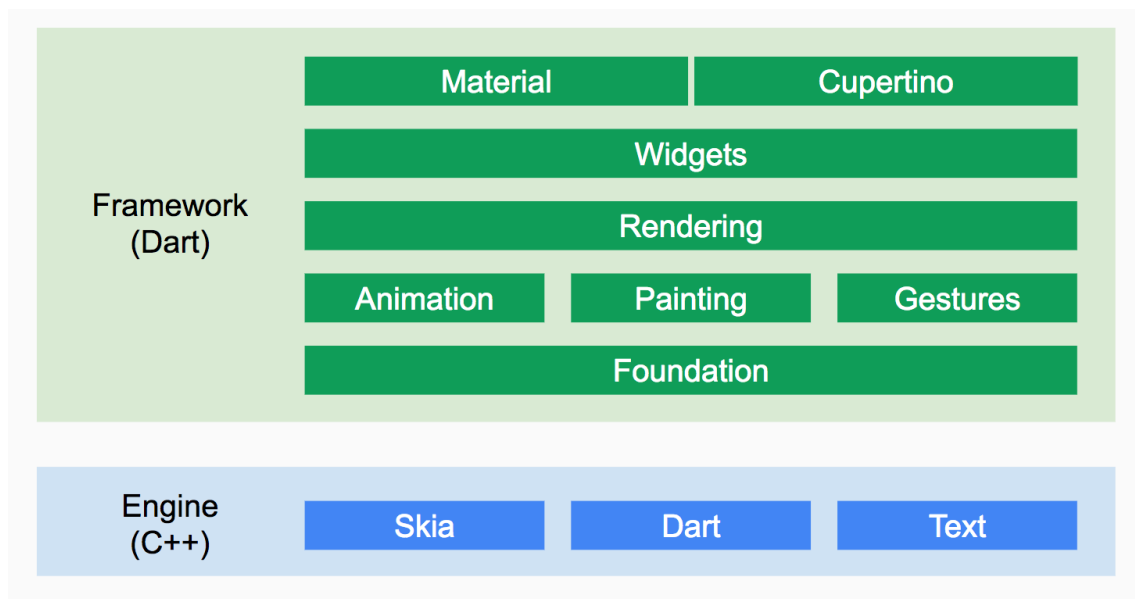 Material
Cupertino
Widgets
Framework
(Dart)
Rendering
Animation
Painting
Gestures
Foundation
Engine
(C++)
Skia
Dart
Text